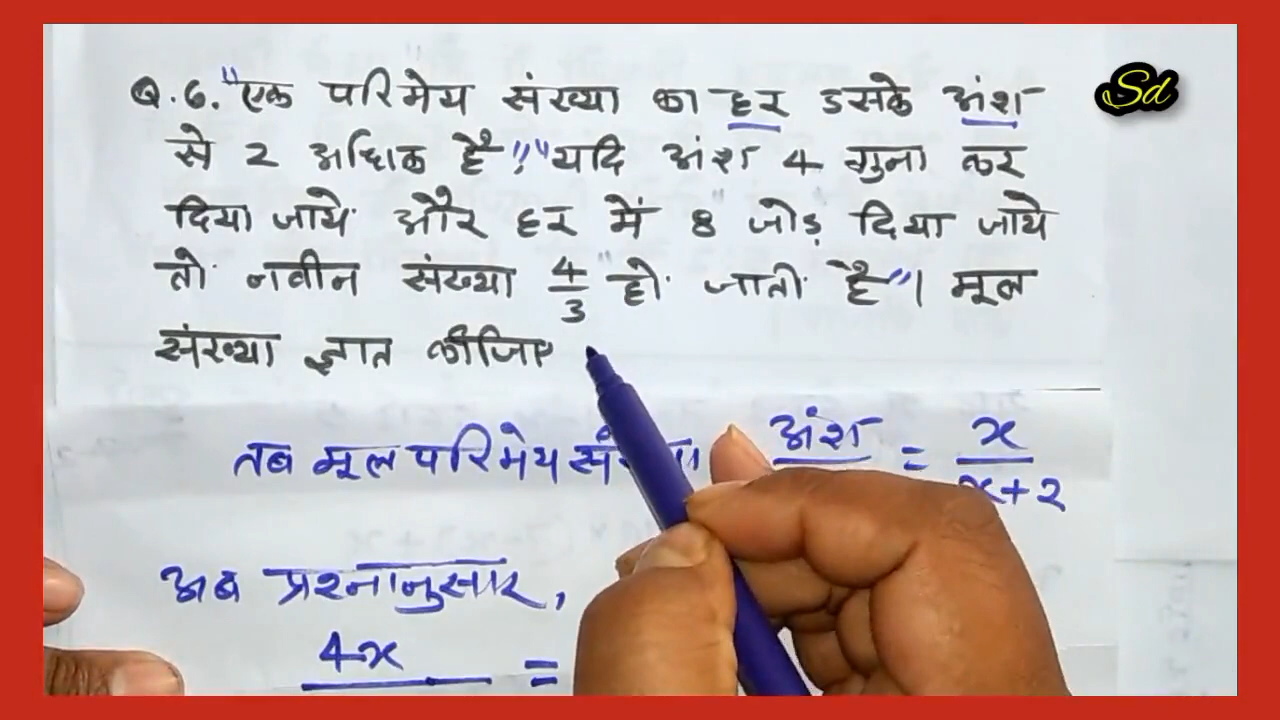 Q.6. "एक परिमेय संख्या का हर उसके अंश
से 2 अधिक है"। "यदि अंश 4 गुना कर
दिया जाये और हर में 8 जोड़ दिया जाये
तो नवीन संख्या 4/3 हो जाती है"। मूल
संख्या ज्ञात कीजिए
तब मूल परिमेय अंश = x/x+2
अब प्रश्नानुसार,
4x =
Sd